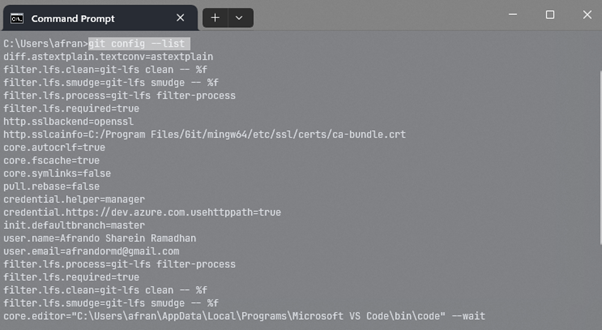 Command Prompt
C:\Users\afran>git config --list
diff.astextplain.textconv=astextplain
filter.lfs.clean=git-lfs clean -- %f
filter.lfs.smudge=git-lfs smudge -- %f
filter.lfs.process=git-lfs filter-process
filter.lfs.required=true
http.sslbackend=openssl
http.sslcainfo=C:/Program Files/Git/mingw64/etc/ssl/certs/ca-bundle.crt
core.autocrlf=true
core.fscache=true
core.symlinks=false
pull.rebase=false
credential.helper=manager
credential.https://dev.azure.com.usehttppath=true
init.defaultbranch=master
user.name=Afrando Sharein Ramadhan
user.email=afrandormd@gmail.com
filter.lfs.process=git-lfs filter-process
filter.lfs.required=true
filter.lfs.clean=git-lfs clean -- %f
filter.lfs.smudge=git-lfs smudge -- %f
core.editor="C:\Users\afran\AppData\Local\Programs\Microsoft VS Code\bin\code" --wait